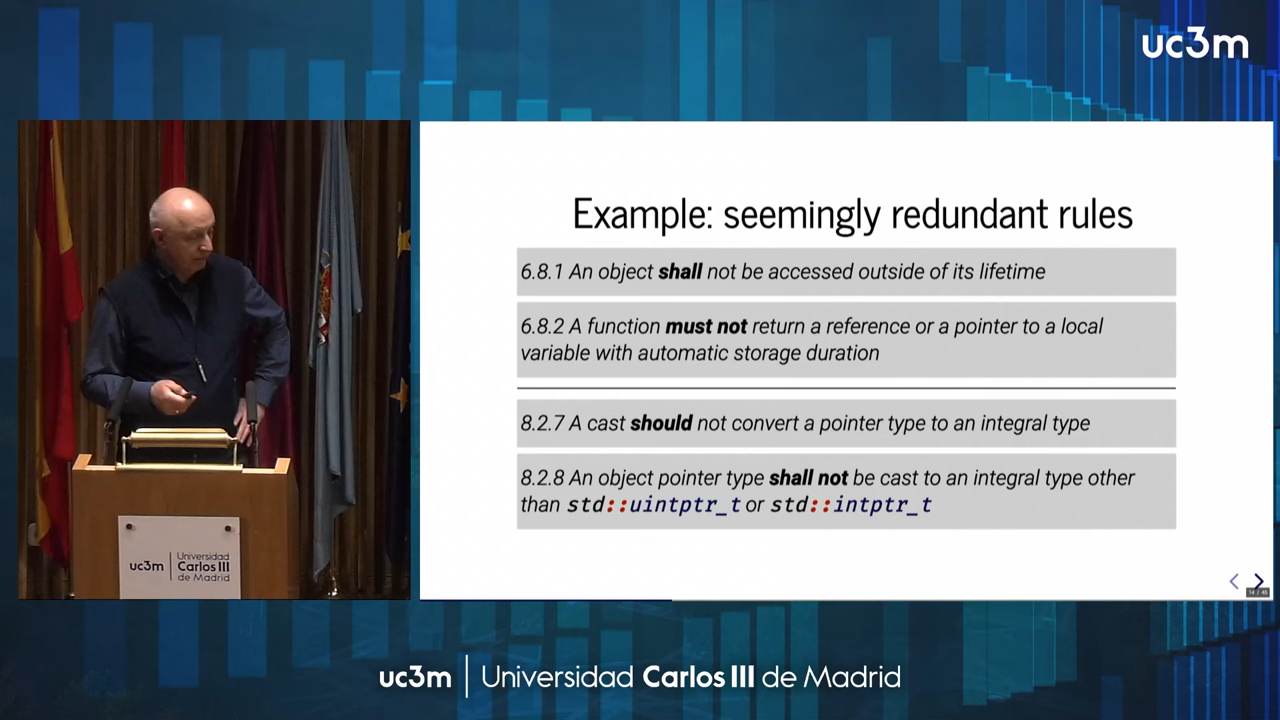 uc3m
Example: seemingly redundant rules
6.8.1 An object shall not be accessed outside of its lifetime
6.8.2 A function must not return a reference or a pointer to a local
variable with automatic storage duration
8.2.7 A cast should not convert a pointer type to an integral type
8.2.8 An object pointer type shall not be cast to an integral type other
than std::uintptr_t or std::intptr_t
14 / 45
uc3m
Universidad
Carlos III
de Madrid
uc3m
Universidad Carlos III de Madrid